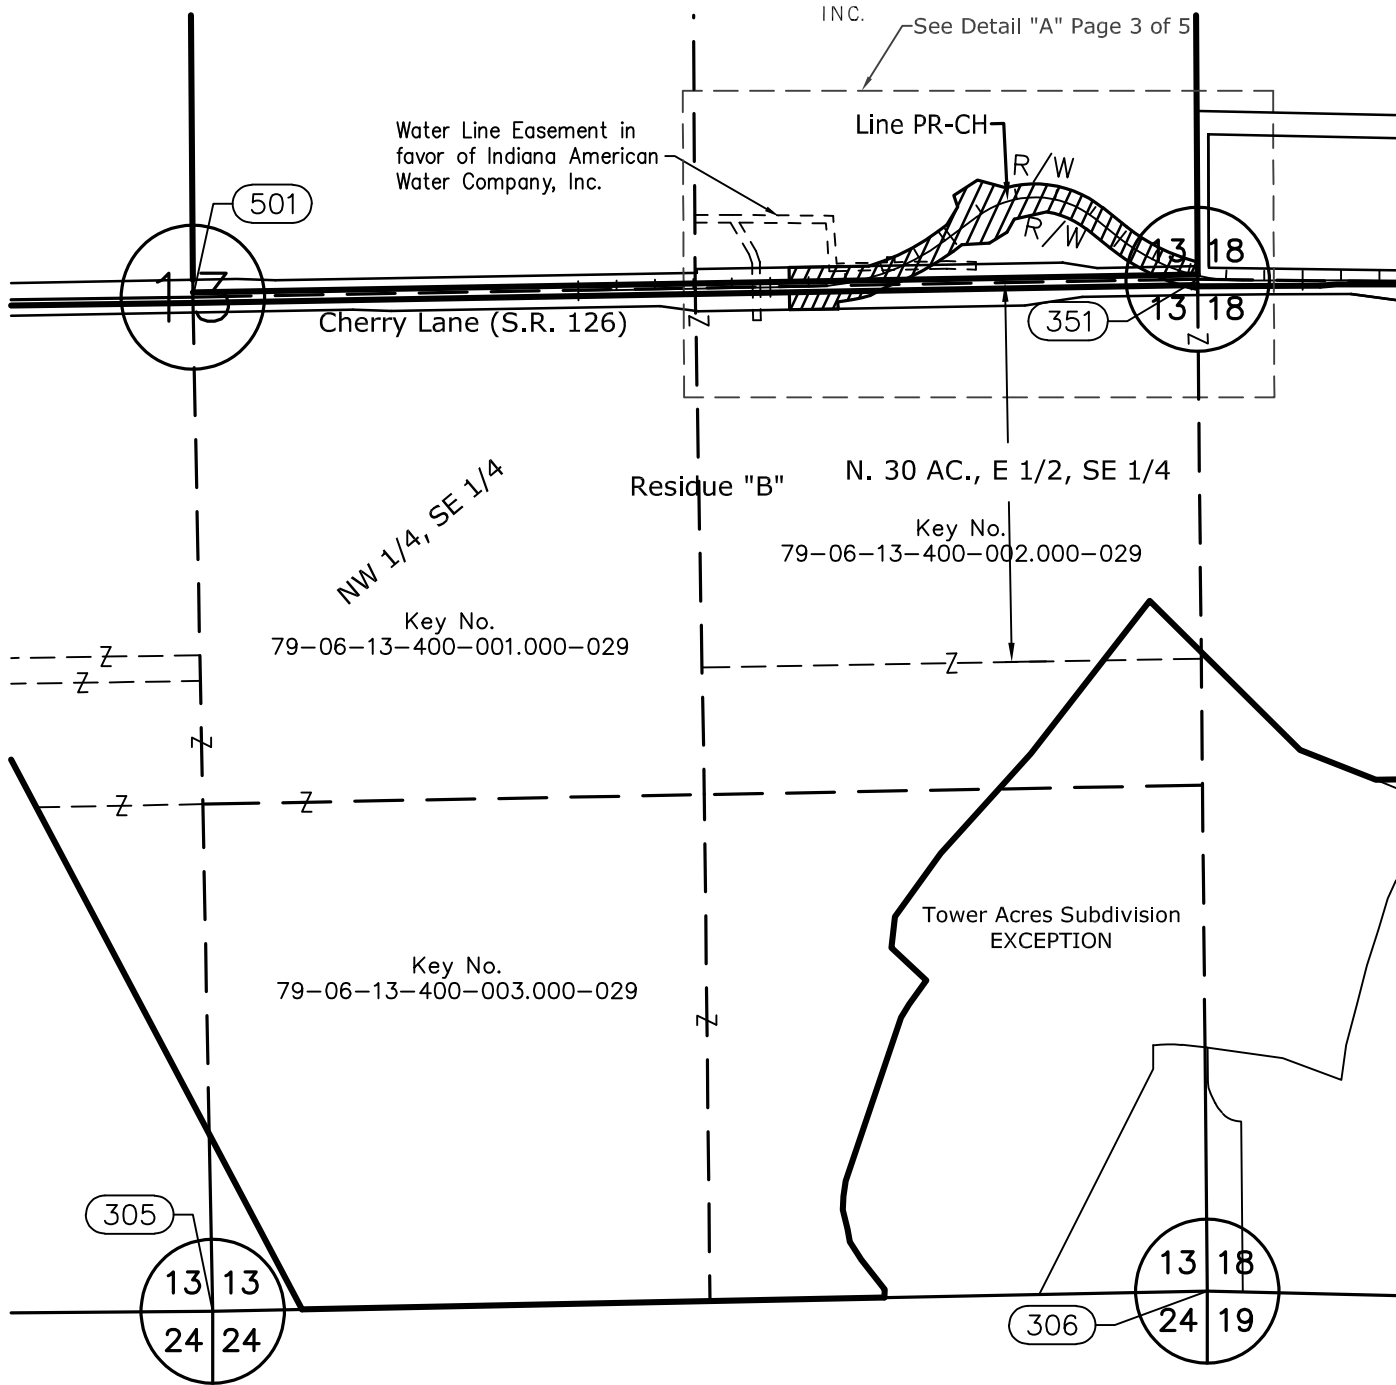 INC.
See Detail "A" Page 3 of 5
Water Line Easement in
favor of Indiana American
Water Company, Inc.
Line PR-CH
R/W
R/W
501
13
13 18
13 18
351
Cherry Lane (S.R. 126)
Z
Z
NW 1/4, SE 1/4
Residue "B"
N. 30 AC., E 1/2, SE 1/4
Key No.
79-06-13-400-002.000-029
Key No.
79-06-13-400-001.000-029
Z
Z
Z
Z
Z
Z
Tower Acres Subdivision
EXCEPTION
Key No.
79-06-13-400-003.000-029
Z
305
13 13
24 24
306
13 18
24 19